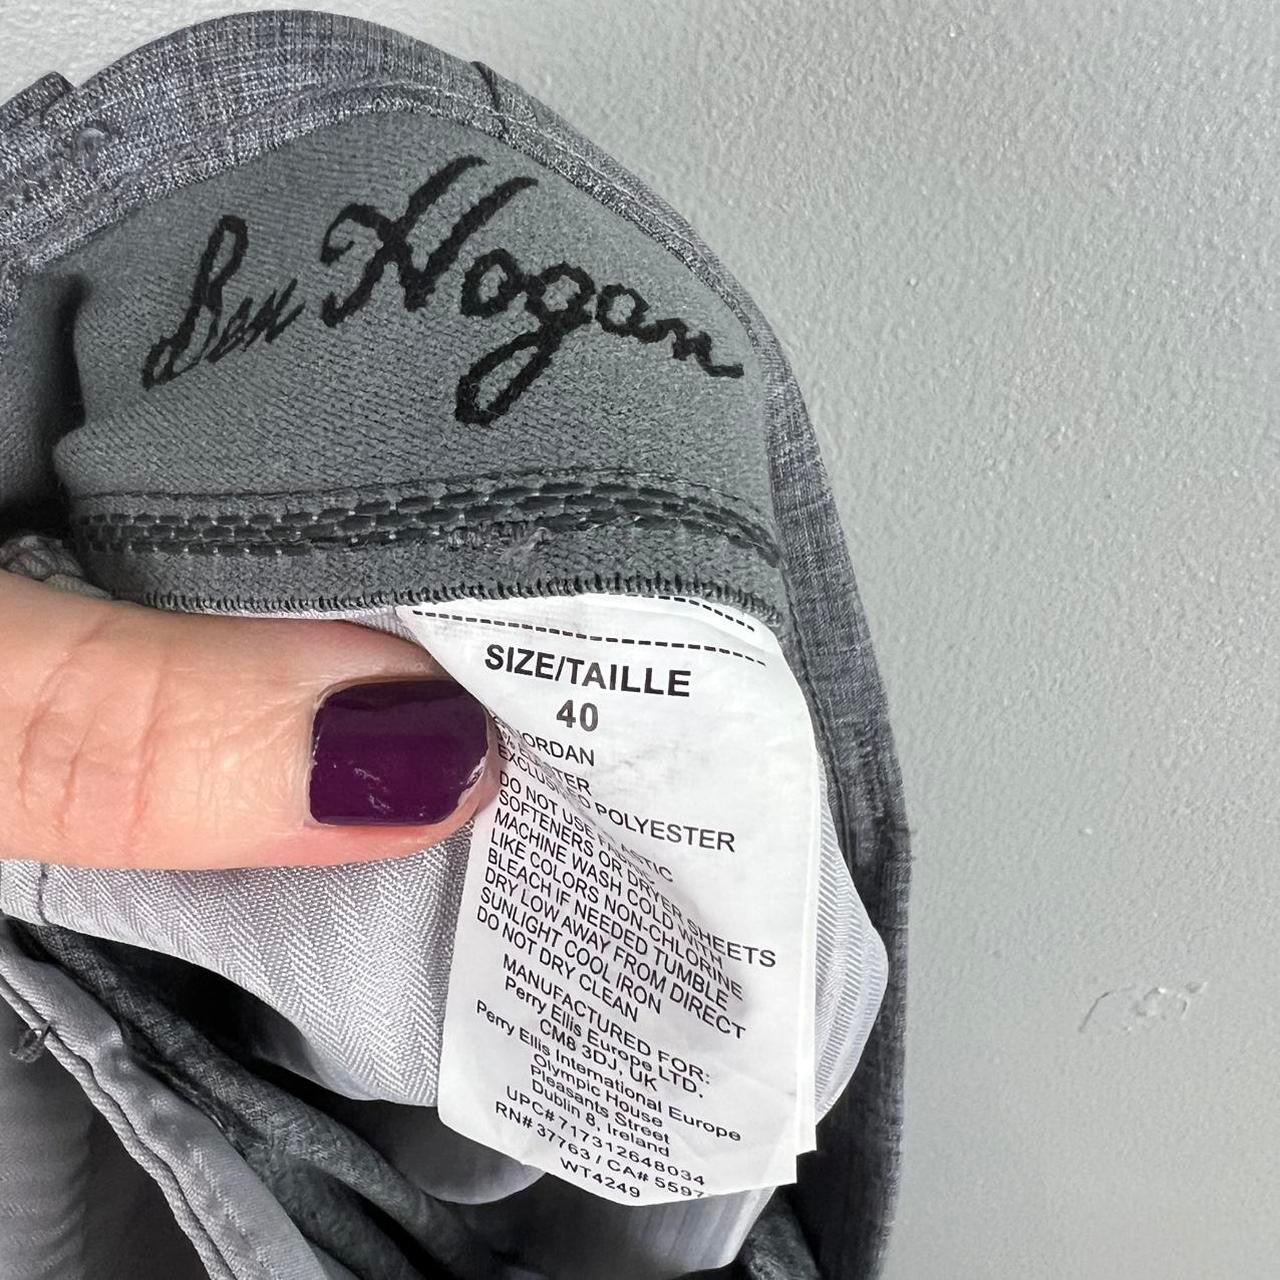 Ben Hogan
SIZE/TAILLE
40
JORDAN
POLYESTER
DO NOT USE
SOFTENERS OR DRYER SHEETS
MACHINE WASH COLD WITH
LIKE COLORS NON-CHLORINE
BLEACH IF NEEDED TUMBLE
DRY LOW AWAY FROM DIRECT
SUNLIGHT COOL IRON
DO NOT DRY CLEAN
MANUFACTURED FOR:
Perry Ellis Europe LTD.
CM8 3DJ, UK
Perry Ellis International Europe
Olympic House
Pleasants Street
Dublin 8, Ireland
UPC# 717312648034
RN# 37763 / CA# 5597
WT4249